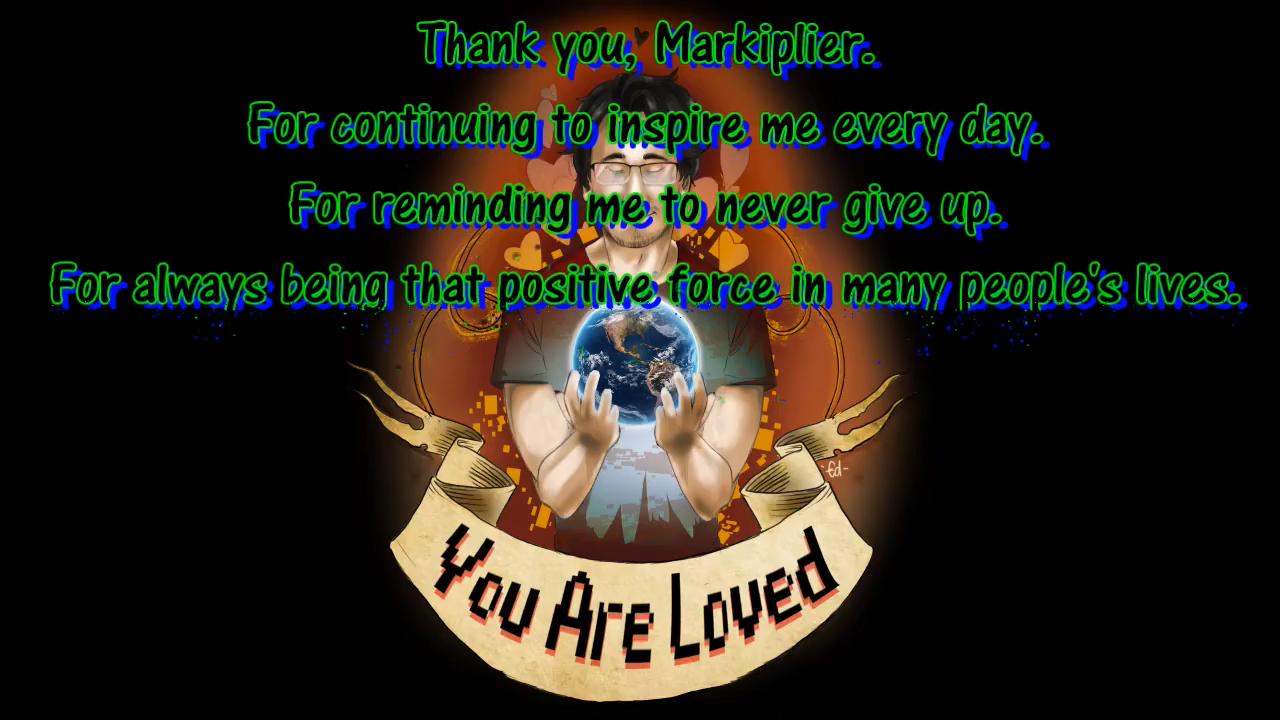 Thank you, Markiplier.
For continuing to inspire me every day.
For reminding me to never give up.
For always being that positive force in many people's lives.
-Ed-
You Are Loved